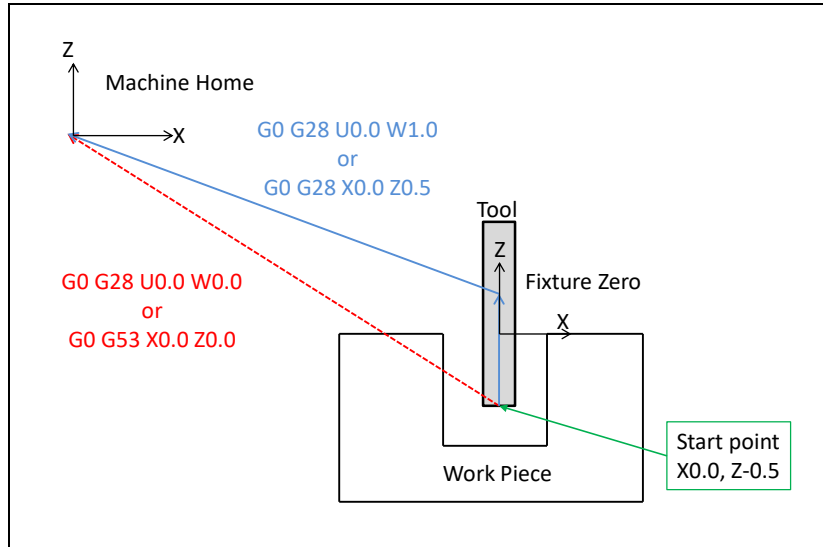 Z
Machine Home
X
G0 G28 U0.0 W1.0
or
G0 G28 X0.0 Z0.5
Tool
Z
Fixture Zero
X
G0 G28 U0.0 W0.0
or
G0 G53 X0.0 Z0.0
Start point
X0.0, Z-0.5
Work Piece